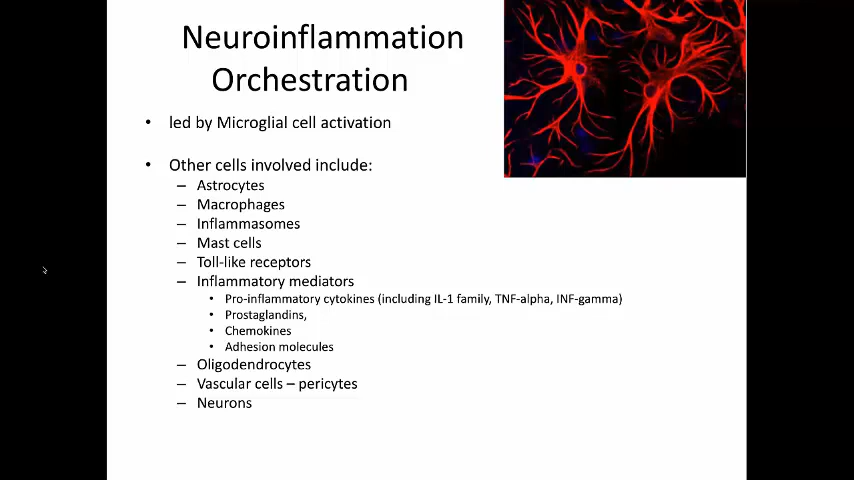 Neuroinflammation
Orchestration
• led by Microglial cell activation
• Other cells involved include:
– Astrocytes
– Macrophages
– Inflammasomes
– Mast cells
– Toll-like receptors
– Inflammatory mediators
• Pro-inflammatory cytokines (including IL-1 family, TNF-alpha, INF-gamma)
• Prostaglandins,
• Chemokines
• Adhesion molecules
– Oligodendrocytes
– Vascular cells – pericytes
– Neurons